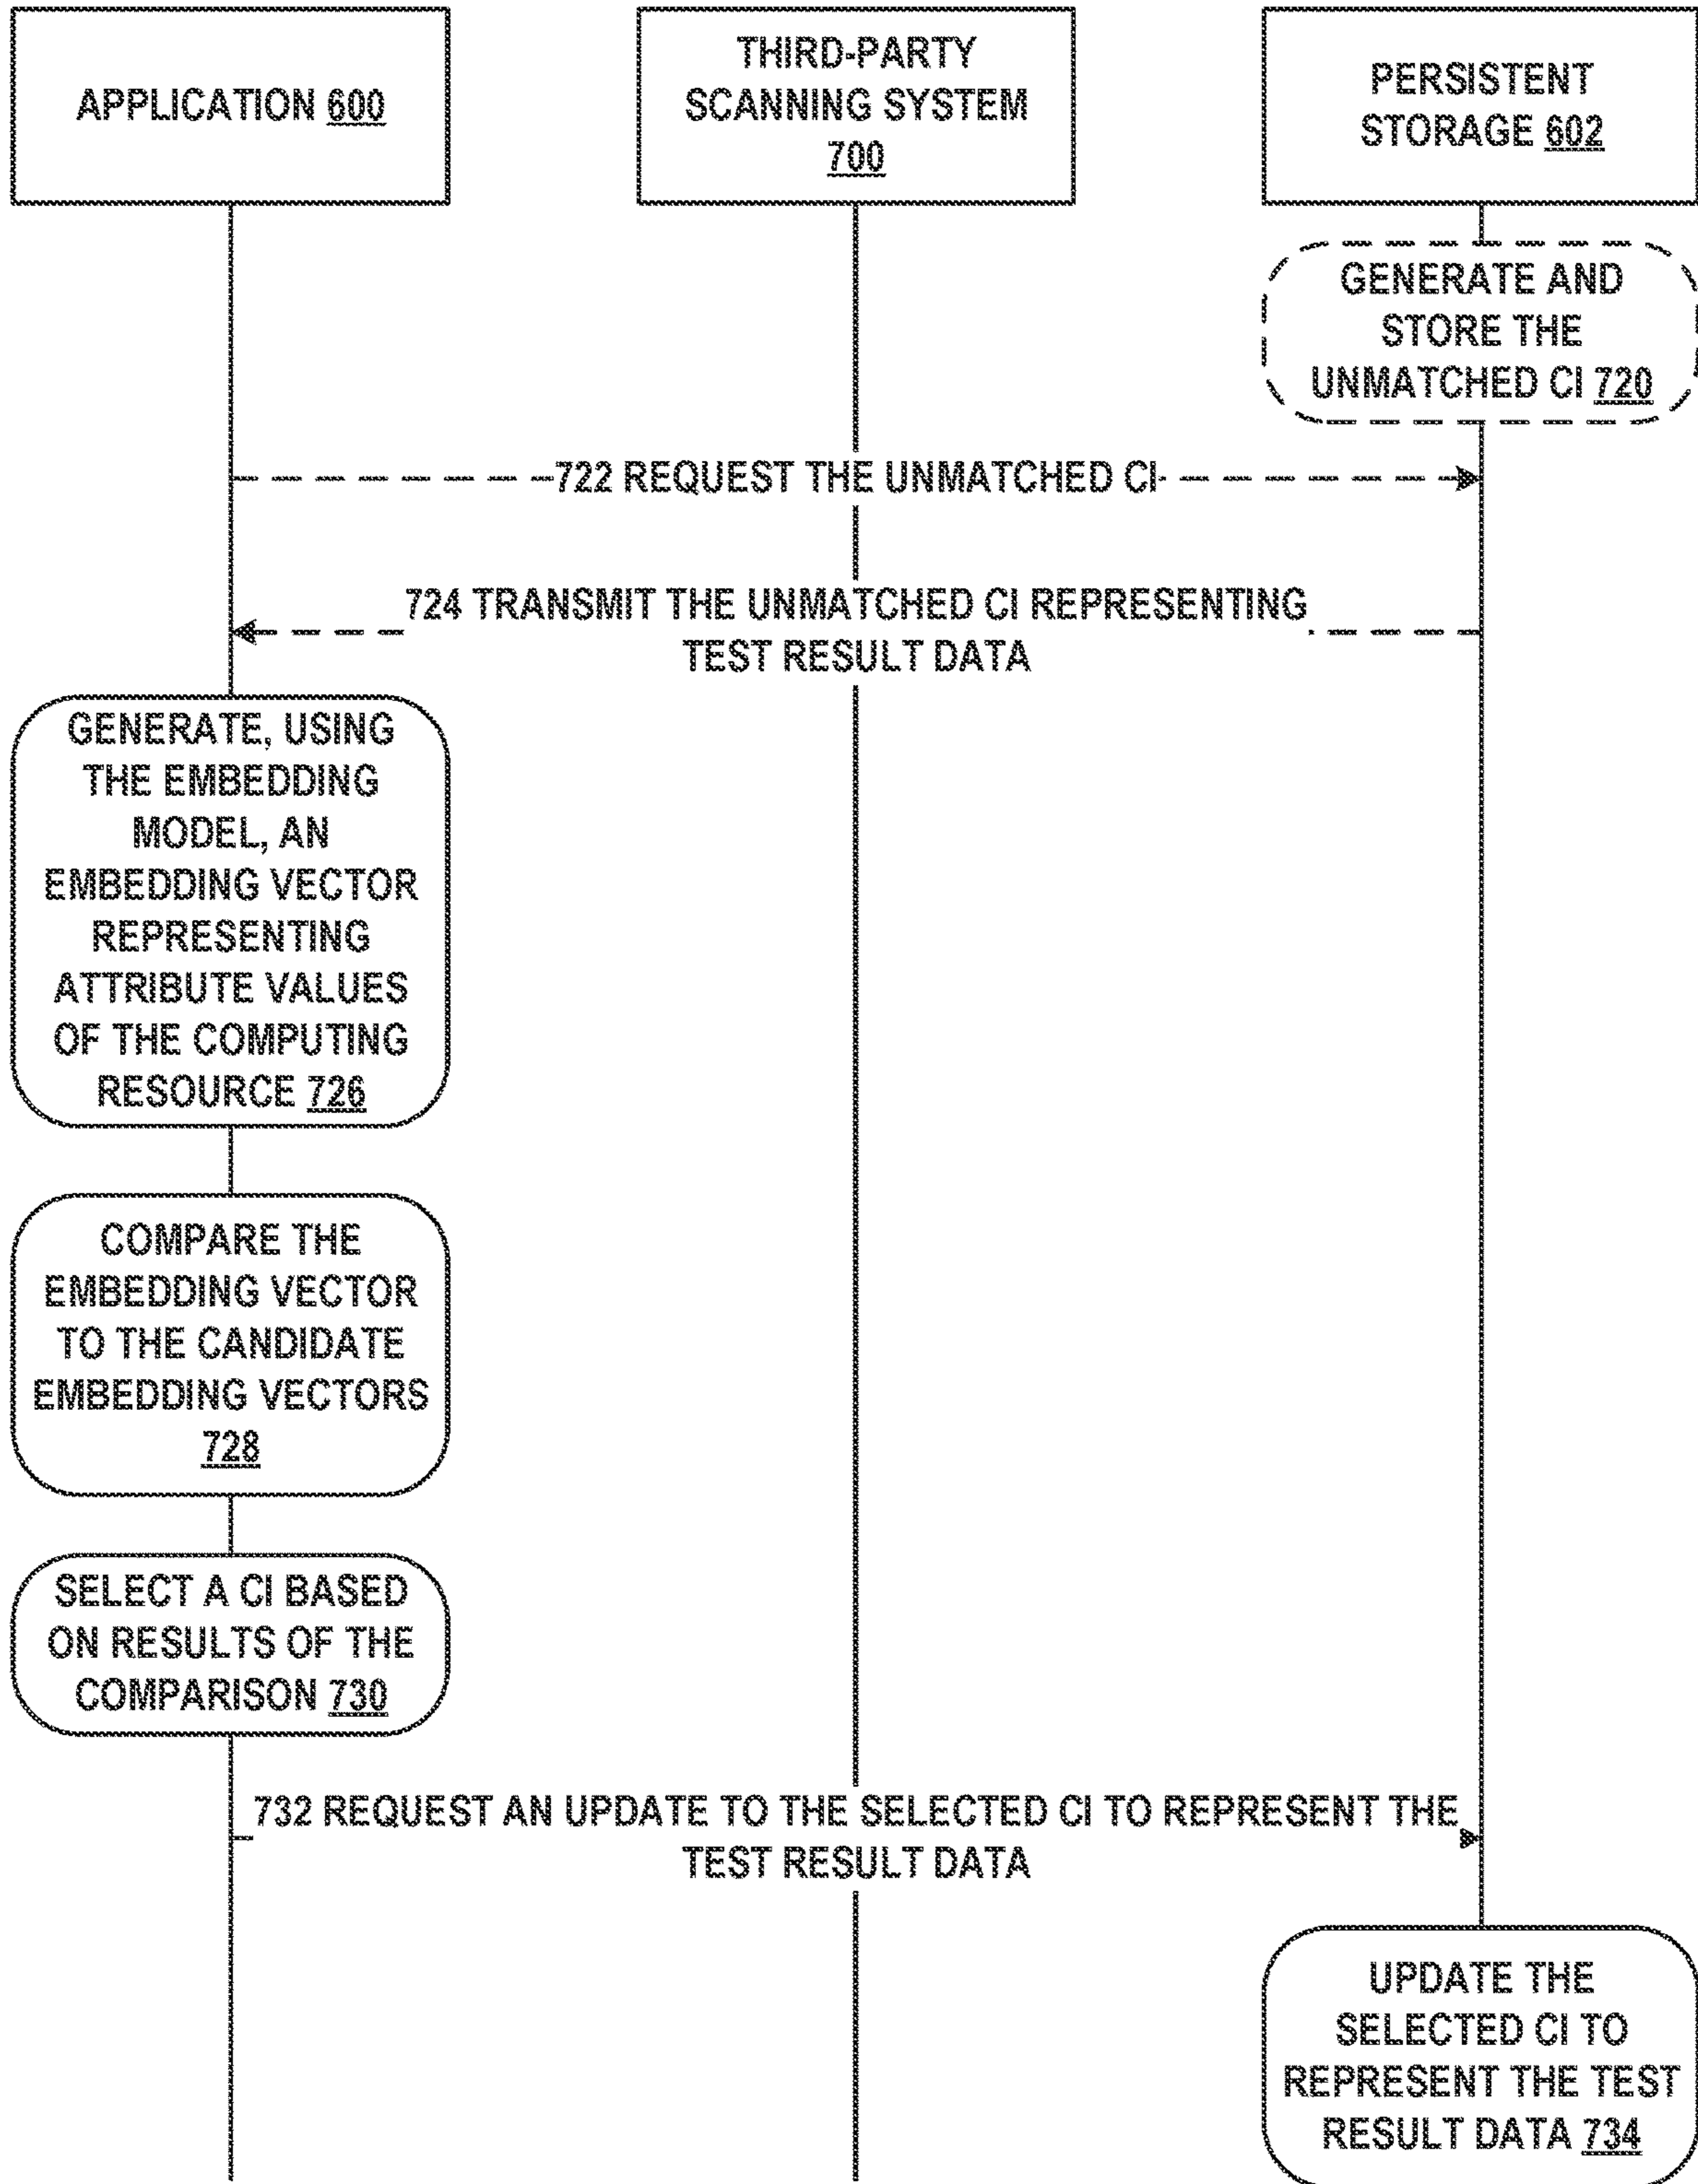 APPLICATION 600
THIRD-PARTY
SCANNING SYSTEM
700
PERSISTENT
STORAGE 602
GENERATE AND
STORE THE
UNMATCHED CI 720
722 REQUEST THE UNMATCHED CI
724 TRANSMIT THE UNMATCHED CI REPRESENTING
TEST RESULT DATA
GENERATE, USING
THE EMBEDDING
MODEL, AN
EMBEDDING VECTOR
REPRESENTING
ATTRIBUTE VALUES
OF THE COMPUTING
RESOURCE 726
COMPARE THE
EMBEDDING VECTOR
TO THE CANDIDATE
EMBEDDING VECTORS
728
SELECT A CI BASED
ON RESULTS OF THE
COMPARISON 730
732 REQUEST AN UPDATE TO THE SELECTED CI TO REPRESENT THE
TEST RESULT DATA
UPDATE THE
SELECTED CI TO
REPRESENT THE TEST
RESULT DATA 734